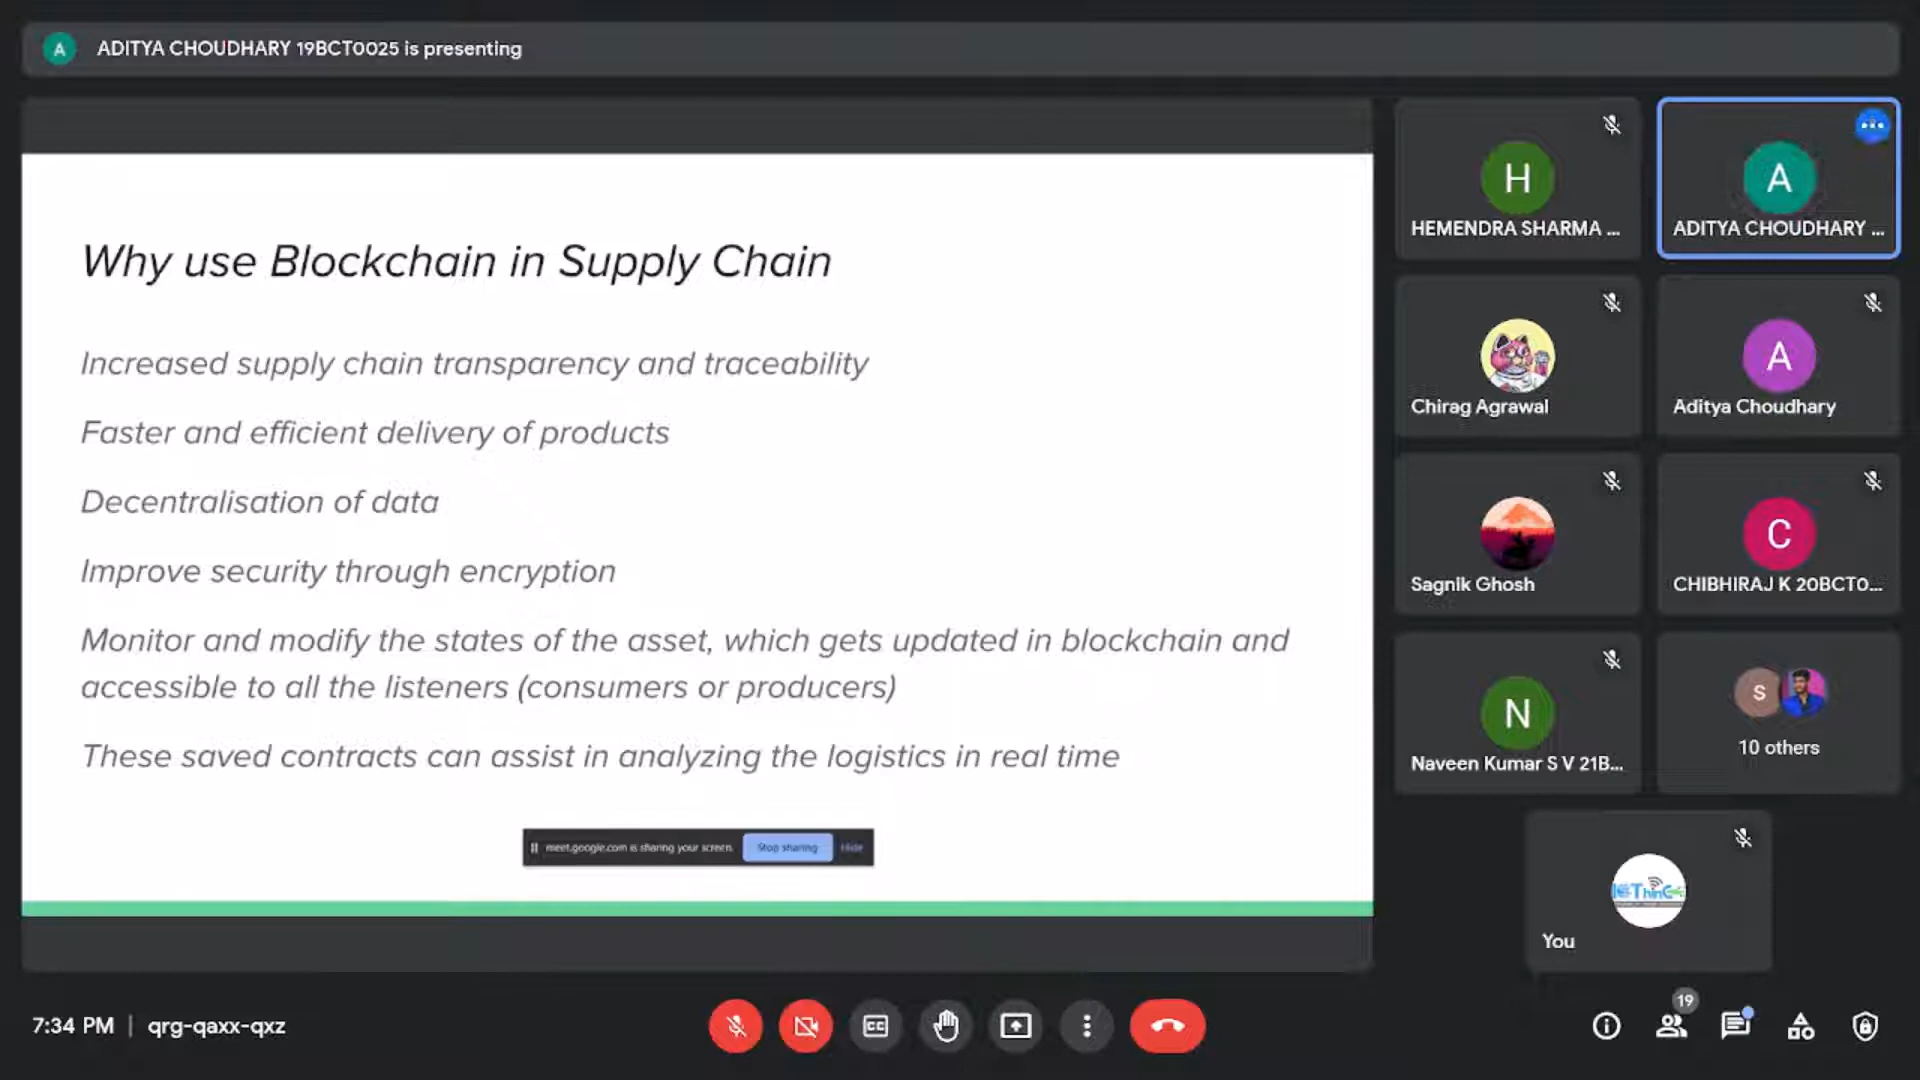 A
ADITYA CHOUDHARY 19BCT0025 is presenting
Why use Blockchain in Supply Chain
Increased supply chain transparency and traceability
Faster and efficient delivery of products
Decentralisation of data
Improve security through encryption
Monitor and modify the states of the asset, which gets updated in blockchain and
accessible to all the listeners (consumers or producers)
These saved contracts can assist in analyzing the logistics in real time
meet.google.com is sharing your screen. Stop sharing Hide
H
HEMENDRA SHARMA ...
A
ADITYA CHOUDHARY ...
Chirag Agrawal
A
Aditya Choudhary
Sagnik Ghosh
C
CHIBHIRAJ K 20BCT0...
N
Naveen Kumar S V 21B...
S
10 others
You
7:34 PM | qrg-qaxx-qxz
CC
19